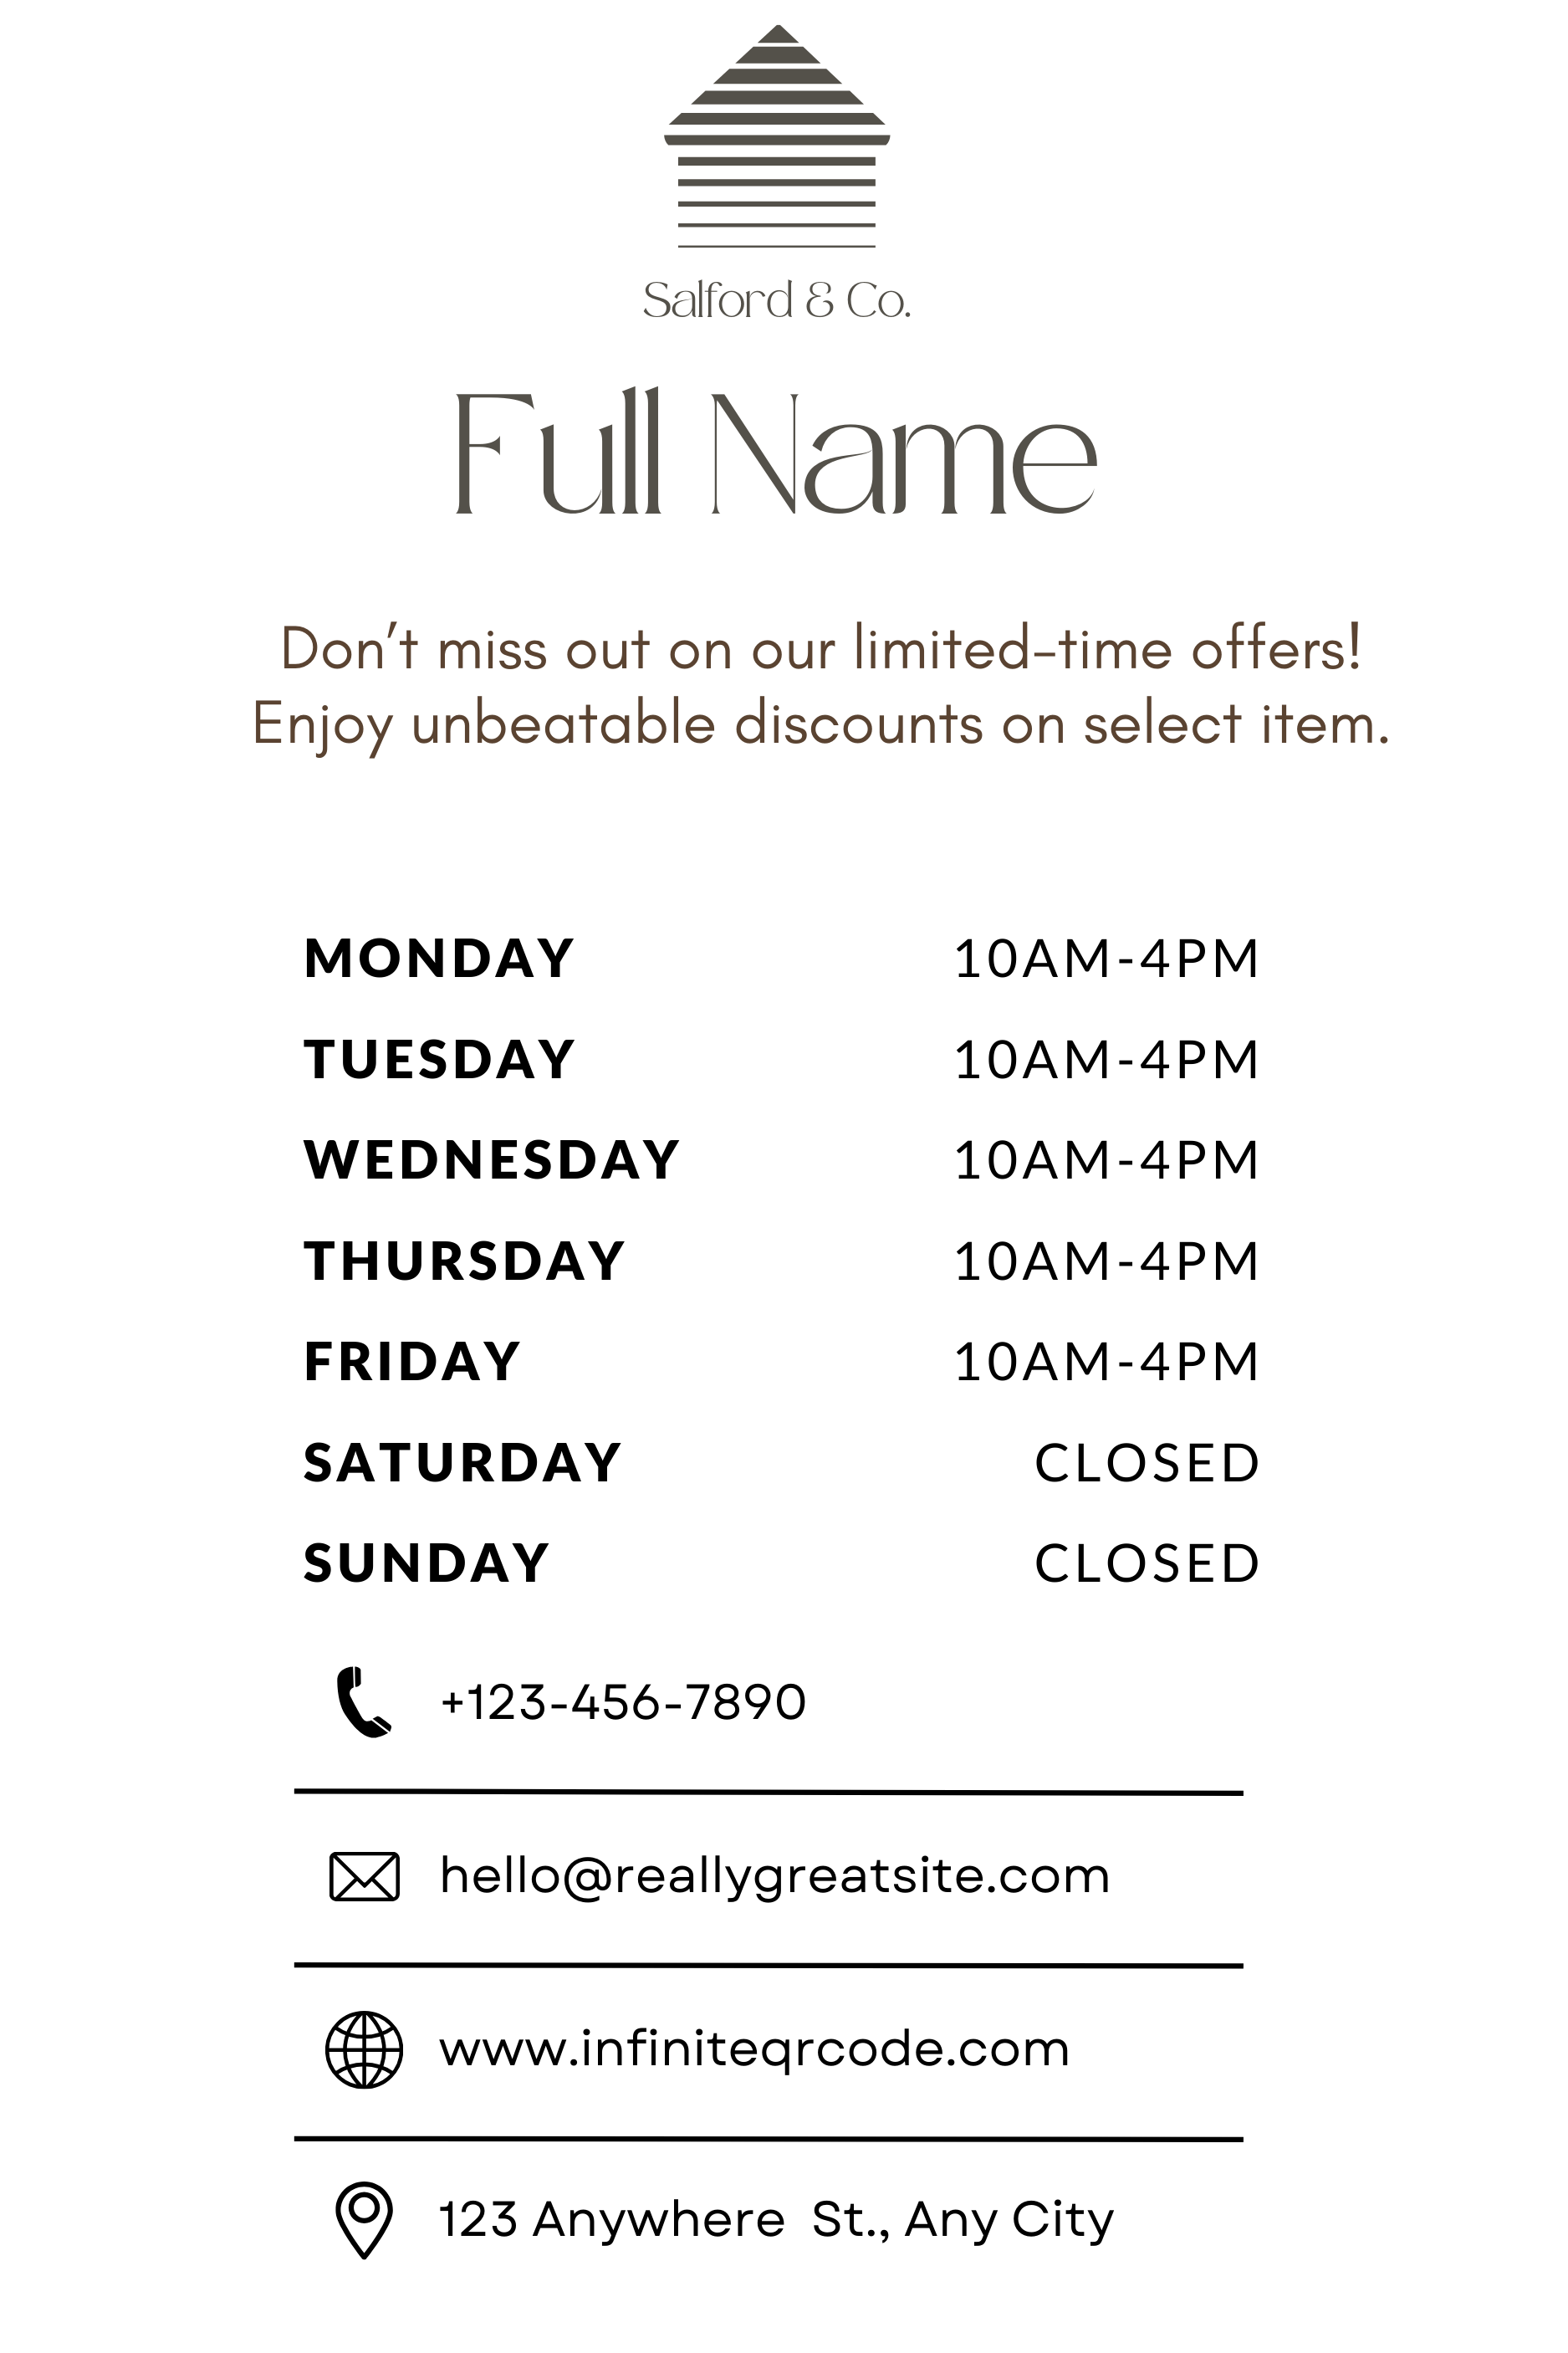 Salford & Co.
Full Name
Don’t miss out on our limited-time offers!
Enjoy unbeatable discounts on select item.
MONDAY 10AM-4PM
TUESDAY 10AM-4PM
WEDNESDAY 10AM-4PM
THURSDAY 10AM-4PM
FRIDAY 10AM-4PM
SATURDAY CLOSED
SUNDAY CLOSED
+123-456-7890
hello@reallygreatsite.com
www.infiniteqrcode.com
123 Anywhere St., Any City